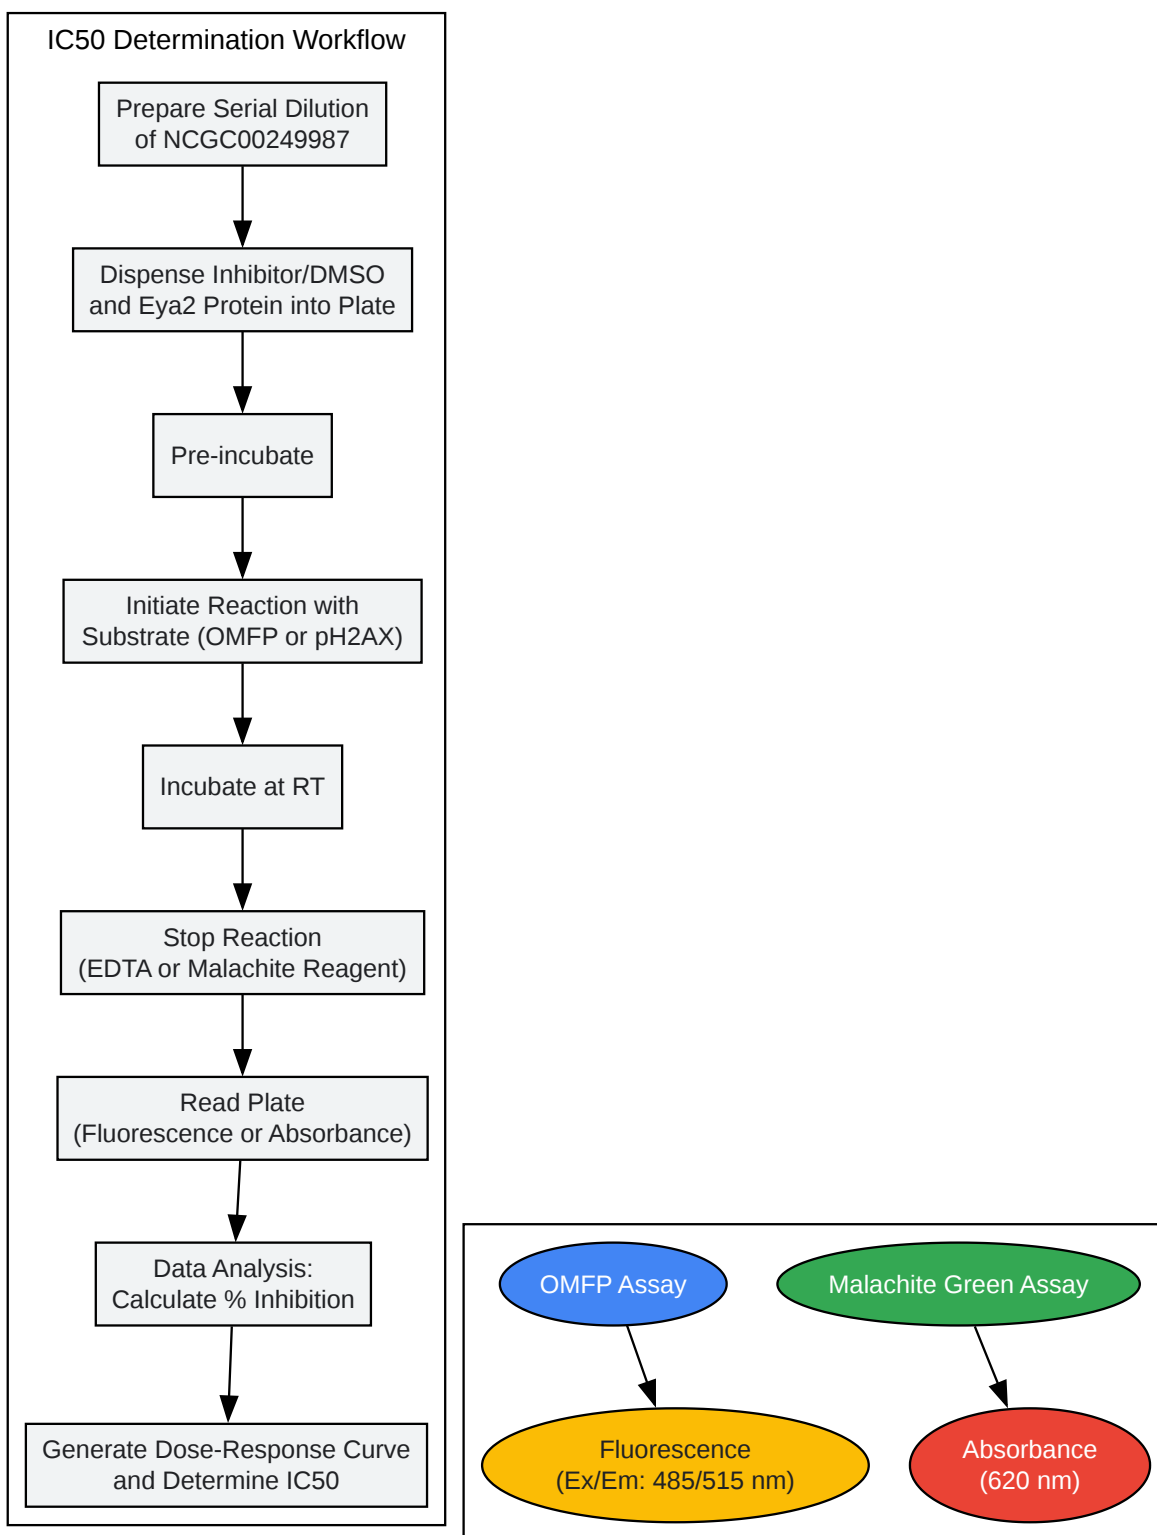 IC50 Determination Workflow
Prepare Serial Dilution
of NCGC00249987
Dispense Inhibitor/DMSO
and Eya2 Protein into Plate
Pre-incubate
Initiate Reaction with
Substrate (OMFP or pH2AX)
Incubate at RT
Stop Reaction
(EDTA or Malachite Reagent)
Read Plate
(Fluorescence or Absorbance)
Data Analysis:
Calculate % Inhibition
Generate Dose-Response Curve
and Determine IC50
OMFP Assay
Malachite Green Assay
Fluorescence
(Ex/Em: 485/515 nm)
Absorbance
(620 nm)